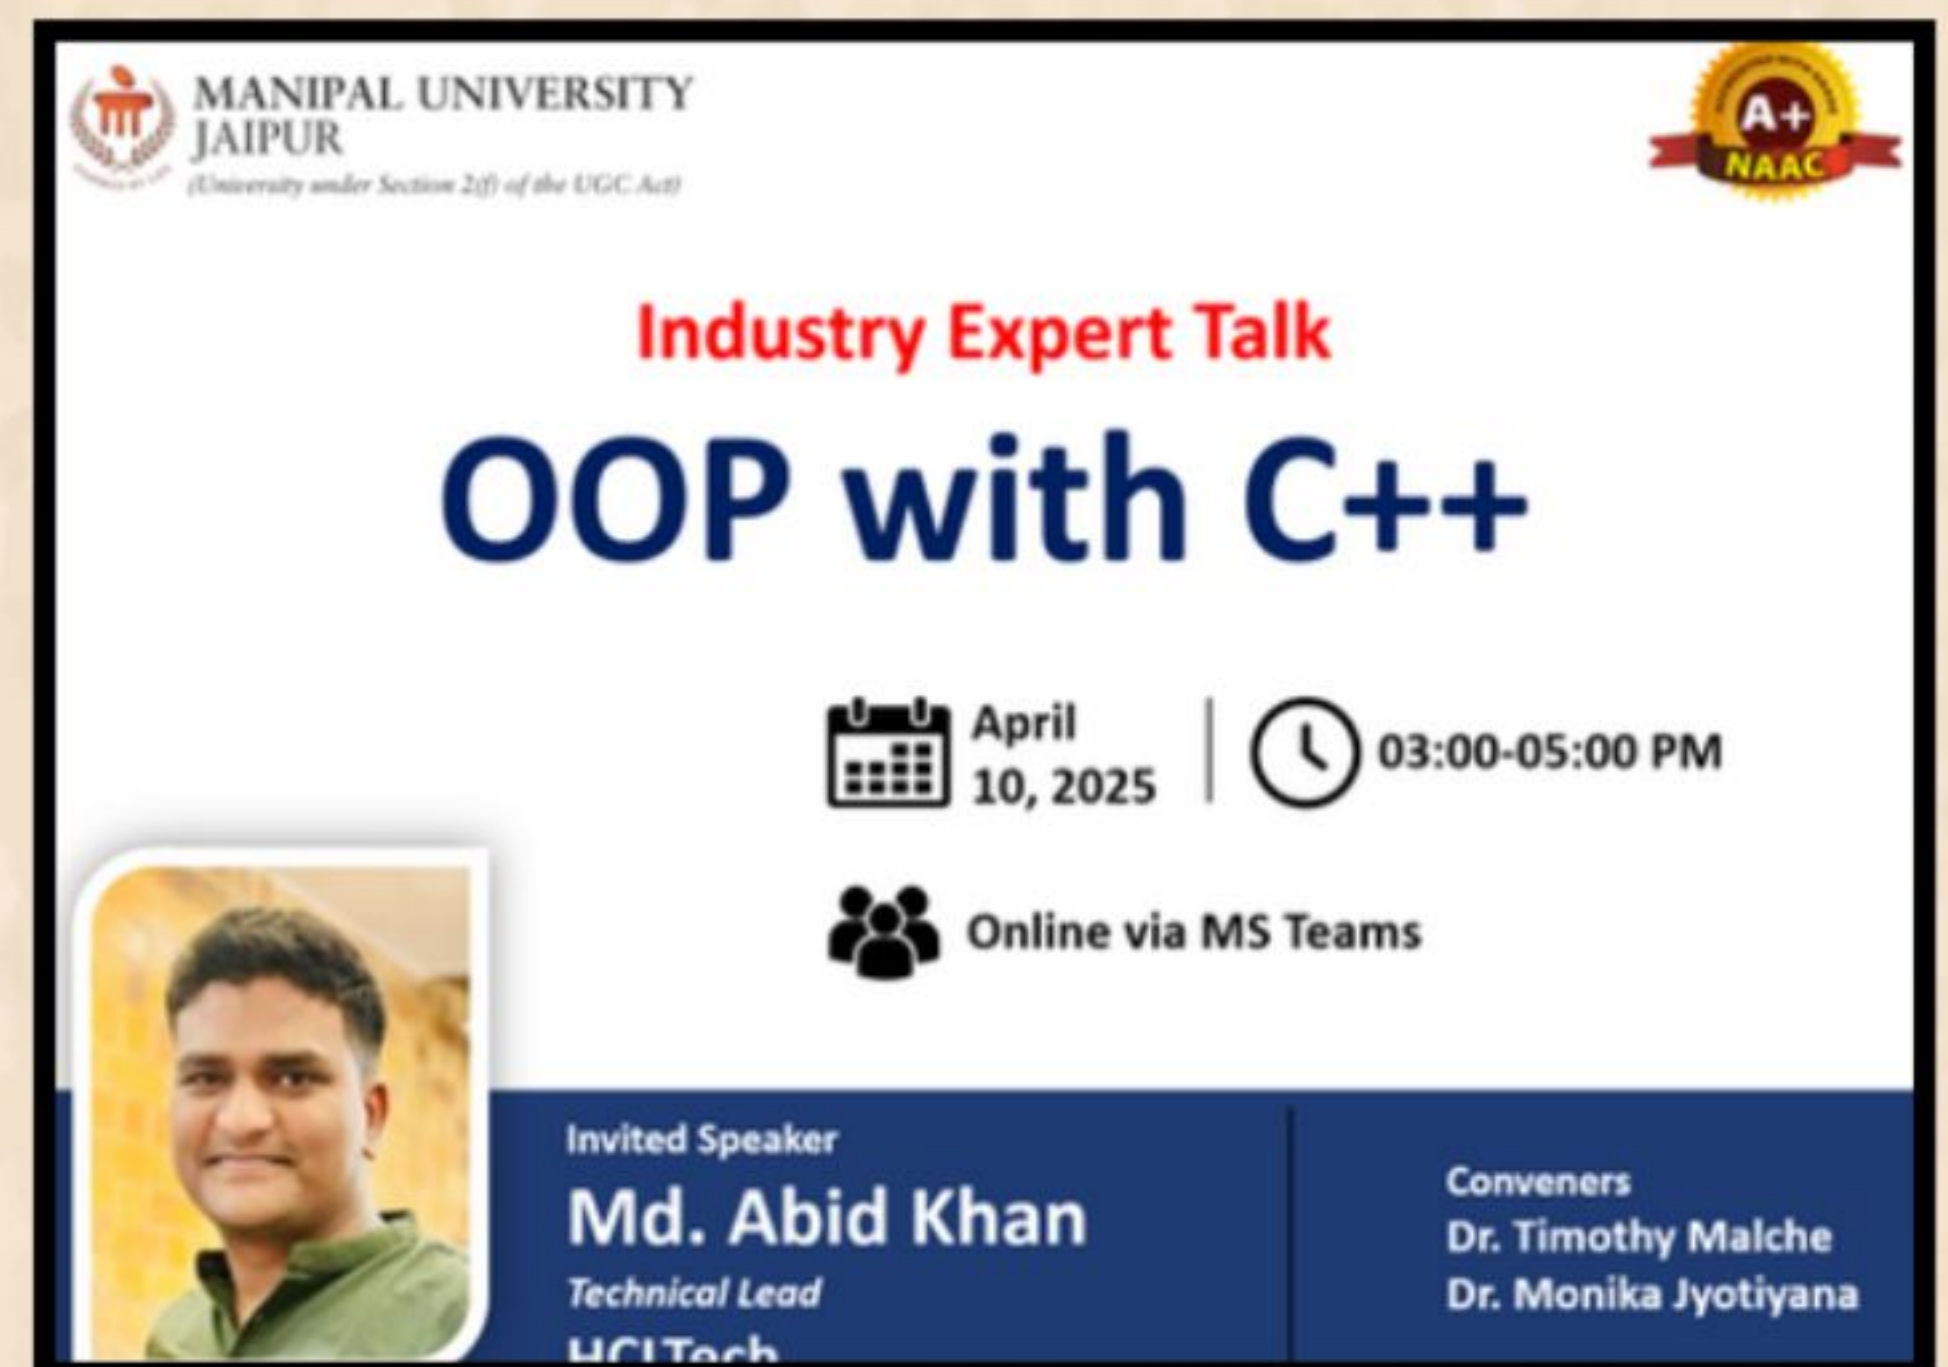 MANIPAL UNIVERSITY
JAIPUR
(University under Section 2(f) of the UGC Act)
A+
NAAC
Industry Expert Talk
OOP with C++
April
10, 2025
03:00-05:00 PM
Online via MS Teams
Invited Speaker
Md. Abid Khan
Technical Lead
HCLTech
Conveners
Dr. Timothy Malche
Dr. Monika Jyotiyana